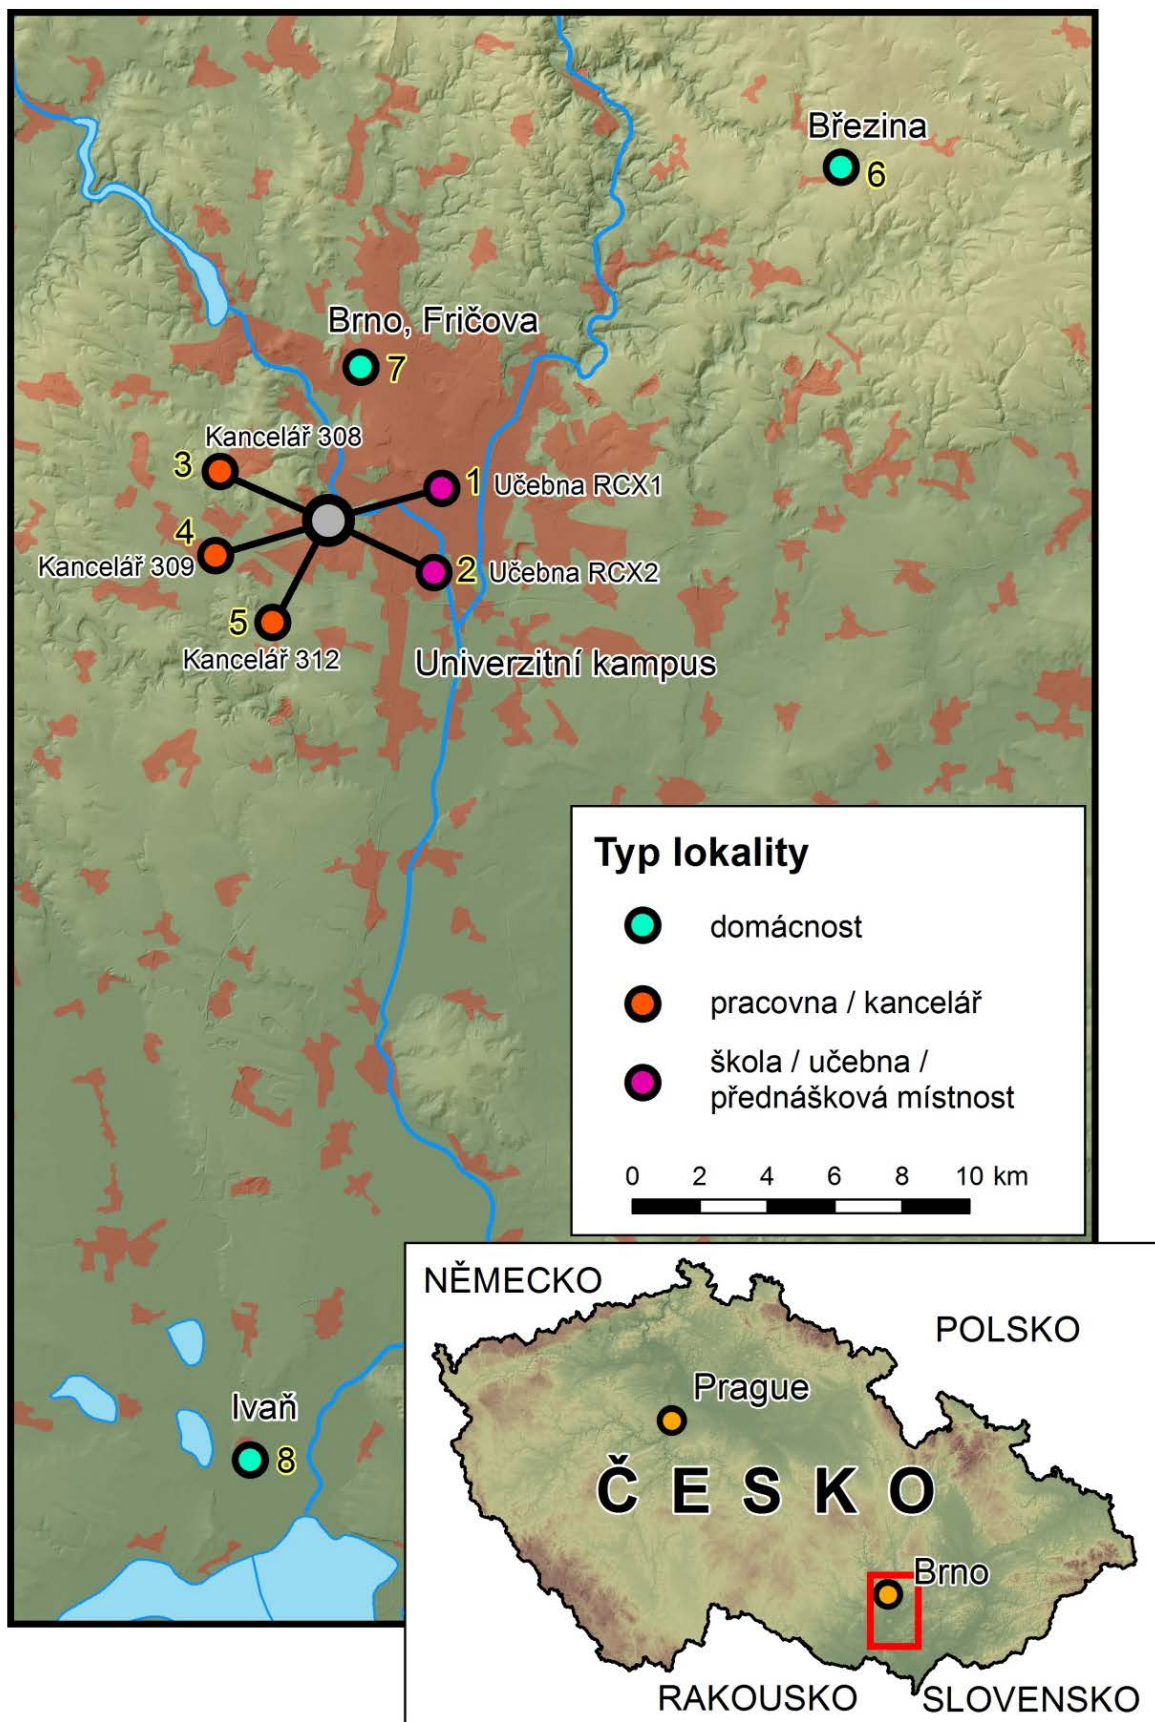 Březina
6
Brno, Fričova
7
Kancelář 308
3
1 Učebna RCX1
4
Kancelář 309
2 Učebna RCX2
5
Kancelář 312
Univerzitní kampus
Typ lokality
domácnost
pracovna / kancelář
škola / učebna /
přednášková místnost
0 2 4 6 8 10 km
Ivaň
8
NĚMECKO
POLSKO
Prague
ČESKO
Brno
RAKOUSKO
SLOVENSKO